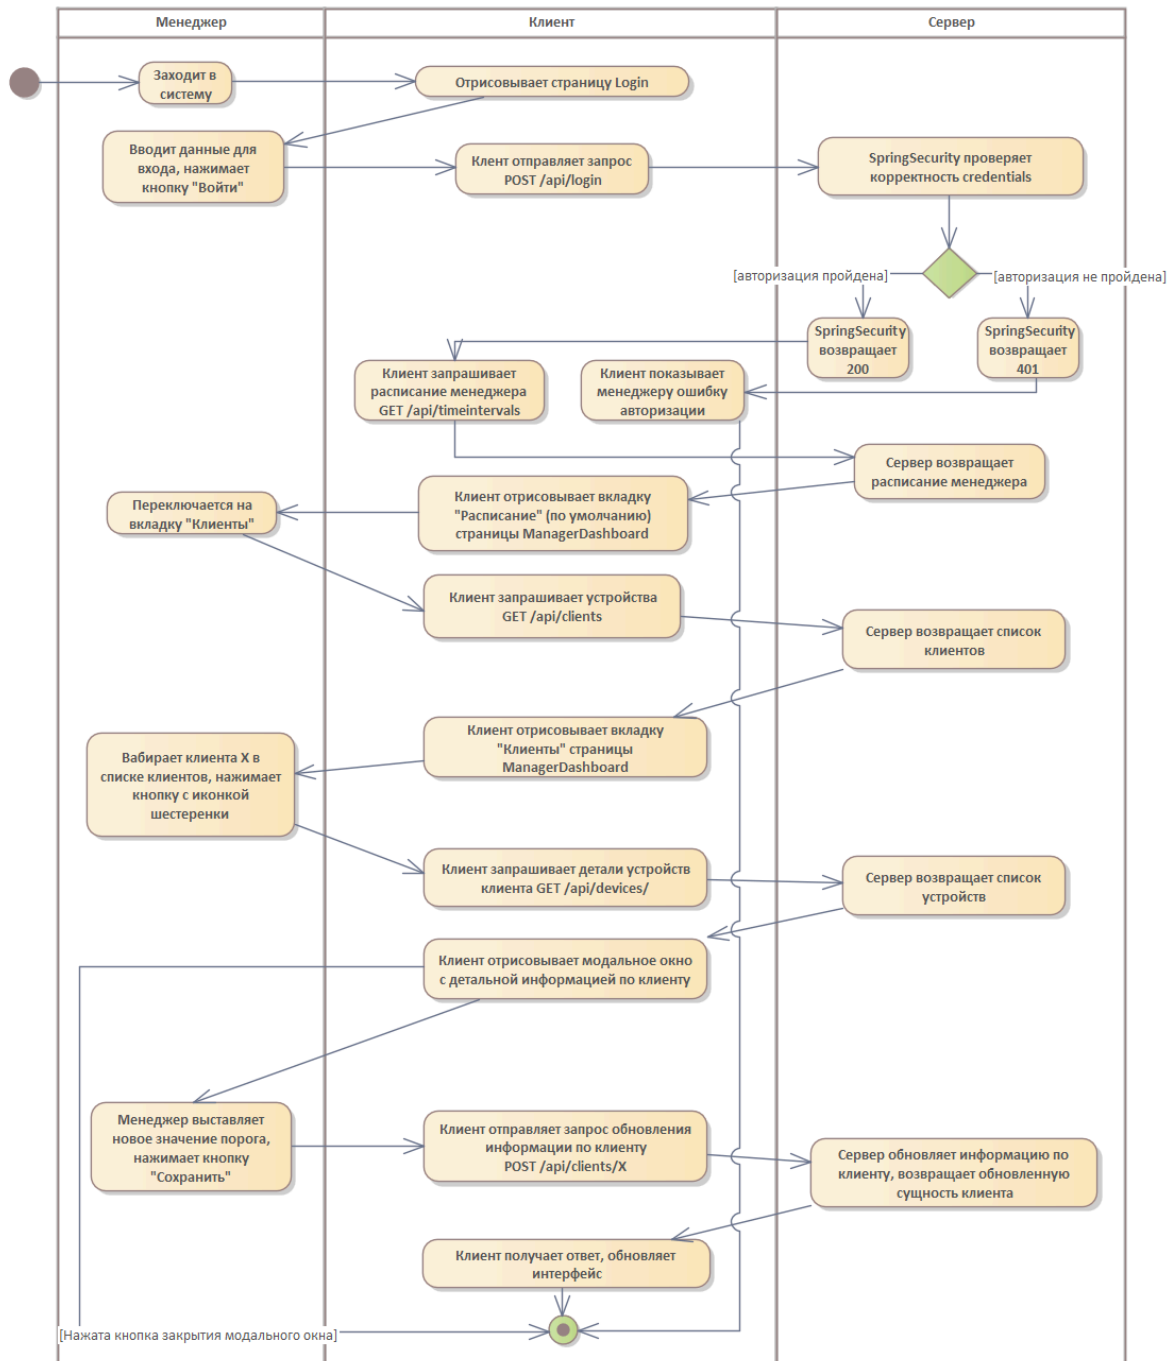 Менеджер
Клиент
Сервер
Заходит в
систему
Отрисовывает страницу Login
Вводит данные для
входа, нажимает
кнопку "Войти"
Клент отправляет запрос
POST /api/login
SpringSecurity проверяет
корректность credentials
[авторизация пройдена]
[авторизация не пройдена]
SpringSecurity
возвращает
200
SpringSecurity
возвращает
401
Клиент запрашивает
расписание менеджера
GET /api/timeintervals
Клиент показывает
менеджеру ошибку
авторизации
Сервер возвращает
расписание менеджера
Клиент отрисовывает вкладку
"Расписание" (по умолчанию)
страницы ManagerDashboard
Переключается на
вкладку "Клиенты"
Клиент запрашивает устройства
GET /api/clients
Сервер возвращает список
клиентов
Клиент отрисовывает вкладку
"Клиенты" страницы
ManagerDashboard
Вабирает клиента X в
списке клиентов, нажимает
кнопку с иконкой
шестеренки
Клиент запрашивает детали устройств
клиента GET /api/devices/
Сервер возвращает список
устройств
Клиент отрисовывает модальное окно
с детальной информацией по клиенту
Менеджер выставляет
новое значение порога,
нажимает кнопку
"Сохранить"
Клиент отправляет запрос обновления
информации по клиенту
POST /api/clients/X
Сервер обновляет информацию по
клиенту, возвращает обновленную
сущность клиента
Клиент получает ответ, обновляет
интерфейс
[Нажата кнопка закрытия модального окна]